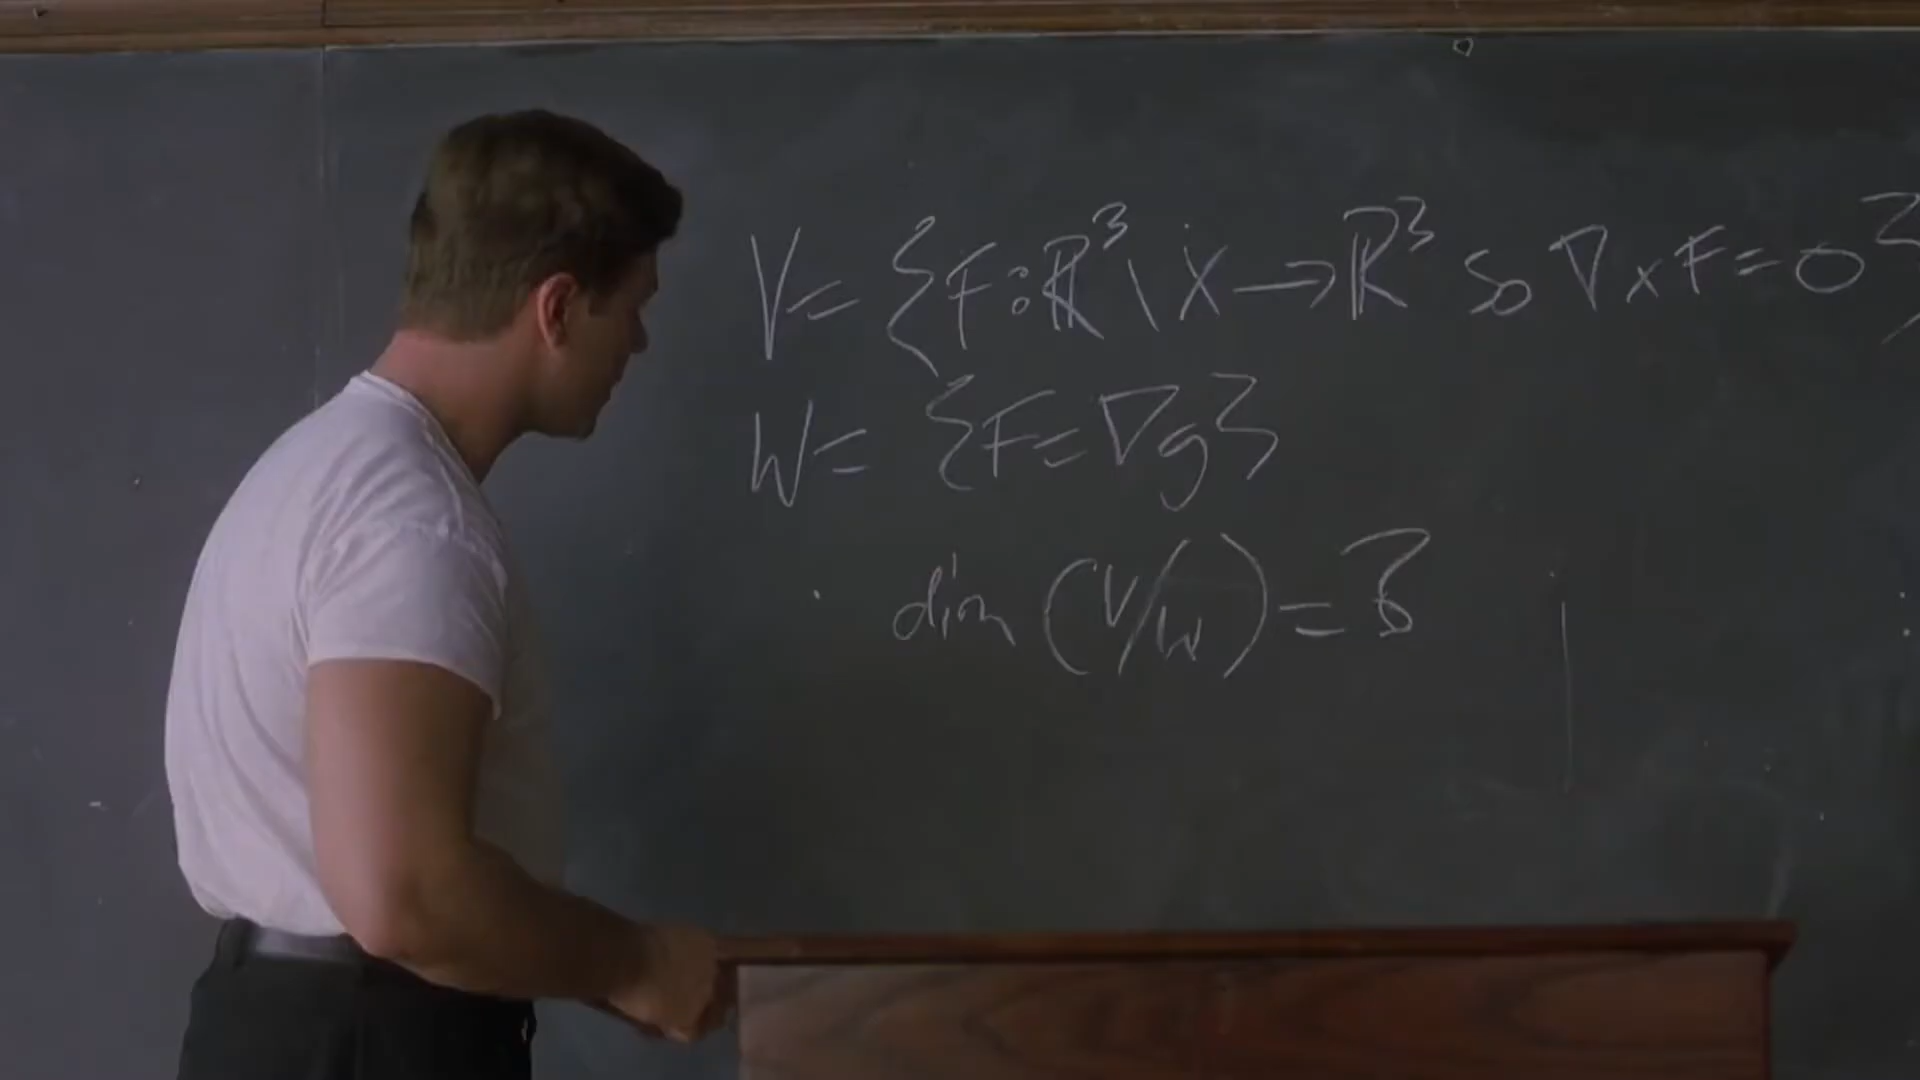 V = {F : ℝ³ \ X → ℝ³ so ∇ × F = 0}
W = {F = ∇g}
dim (V/W) = 8